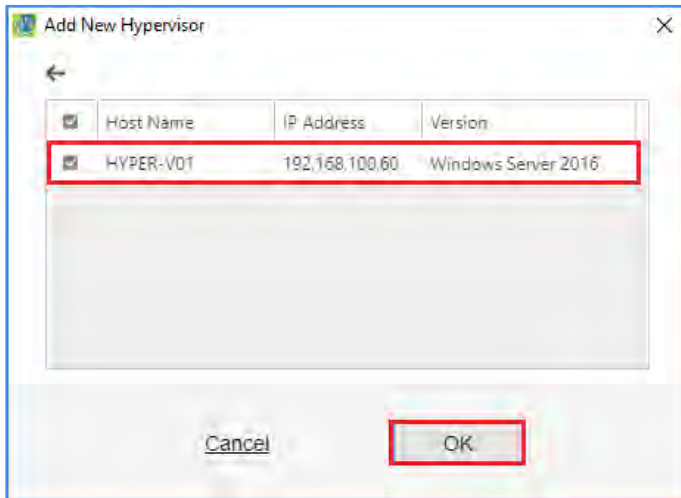 Add New Hypervisor
Host Name IP Address Version
HYPER-V01 192.168.100.60 Windows Server 2016
Cancel OK